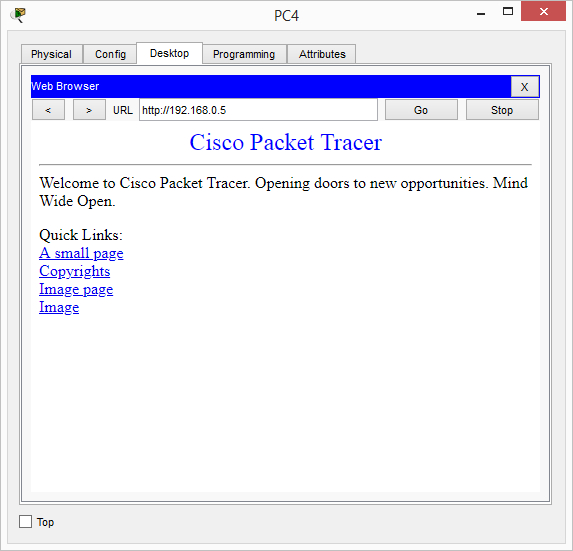 PC4
Physical Config Desktop Programming Attributes
Web Browser X
< > URL http://192.168.0.5 Go Stop
Cisco Packet Tracer
Welcome to Cisco Packet Tracer. Opening doors to new opportunities. Mind
Wide Open.
Quick Links:
A small page
Copyrights
Image page
Image
Top